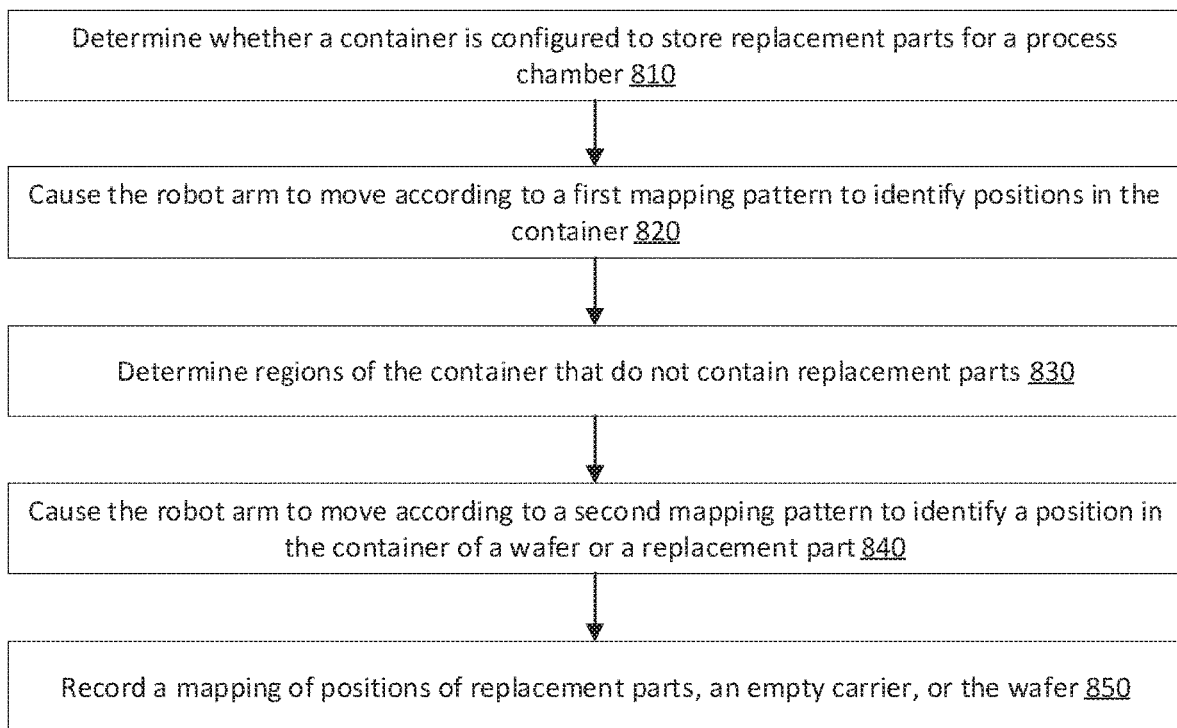 Determine whether a container is configured to store replacement parts for a process
chamber 810
Cause the robot arm to move according to a first mapping pattern to identify positions in the
container 820
Determine regions of the container that do not contain replacement parts 830
Cause the robot arm to move according to a second mapping pattern to identify a position in
the container of a wafer or a replacement part 840
Record a mapping of positions of replacement parts, an empty carrier, or the wafer 850